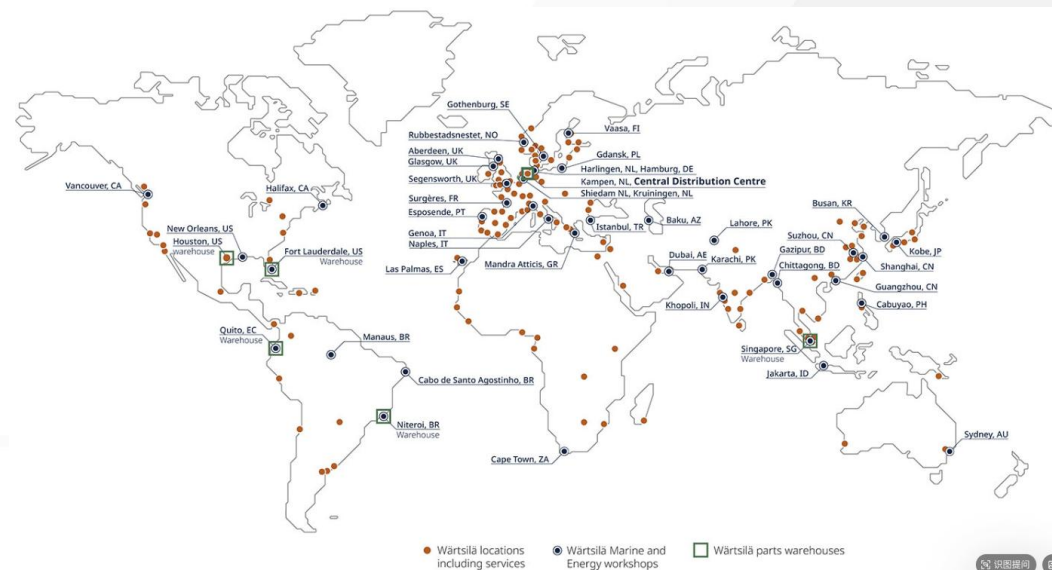 Gothenburg, SE
Rubbestadsnestet, NO
Vaasa, FI
Aberdeen, UK
Glasgow, UK
Gdansk, PL
Harlingen, NL, Hamburg, DE
Segensworth, UK
Kampen, NL, Central Distribution Centre
Shiedam NL, Kruiningen, NL
Vancouver, CA
Halifax, CA
Surgères, FR
Esposende, PT
Busan, KR
New Orleans, US
Houston, US
warehouse
Fort Lauderdale, US
Warehouse
Genoa, IT
Naples, IT
Istanbul, TR
Baku, AZ
Lahore, PK
Suzhou, CN
Gazipur, BD
Kobe, JP
Las Palmas, ES
Mandra Atticis, GR
Dubai, AE
Karachi, PK
Chittagong, BD
Shanghai, CN
Guangzhou, CN
Khopoli, IN
Cabuyao, PH
Quito, EC
Warehouse
Manaus, BR
Singapore, SG
Warehouse
Jakarta, ID
Cabo de Santo Agostinho, BR
Niteroi, BR
Warehouse
Sydney, AU
Cape Town, ZA
Wärtsilä locations
including services
Wärtsilä Marine and
Energy workshops
Wärtsilä parts warehouses
识图提问